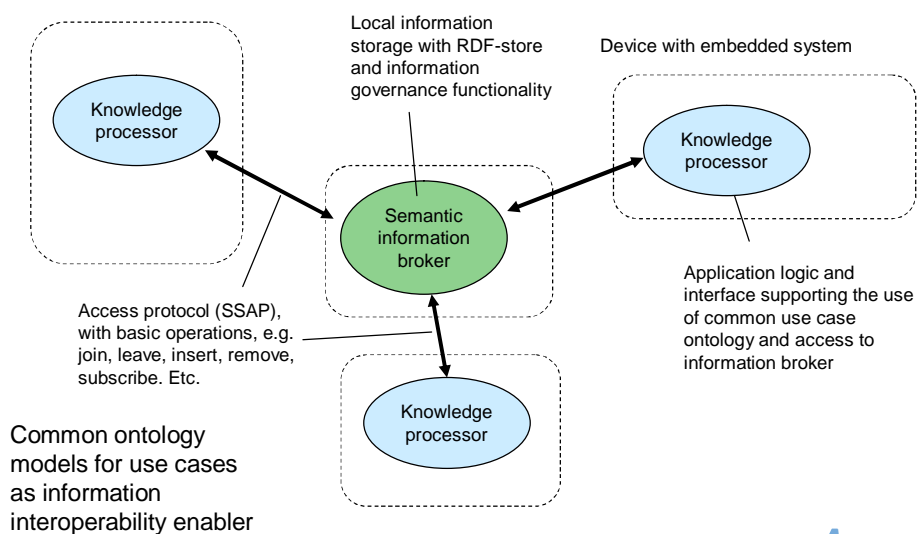 Local information
storage with RDF-store
and information
governance functionality
Device with embedded system
Knowledge
processor
Knowledge
processor
Semantic
information
broker
Application logic and
interface supporting the use
of common use case
ontology and access to
information broker
Access protocol (SSAP),
with basic operations, e.g.
join, leave, insert, remove,
subscribe. Etc.
Knowledge
processor
Common ontology
models for use cases
as information
interoperability enabler